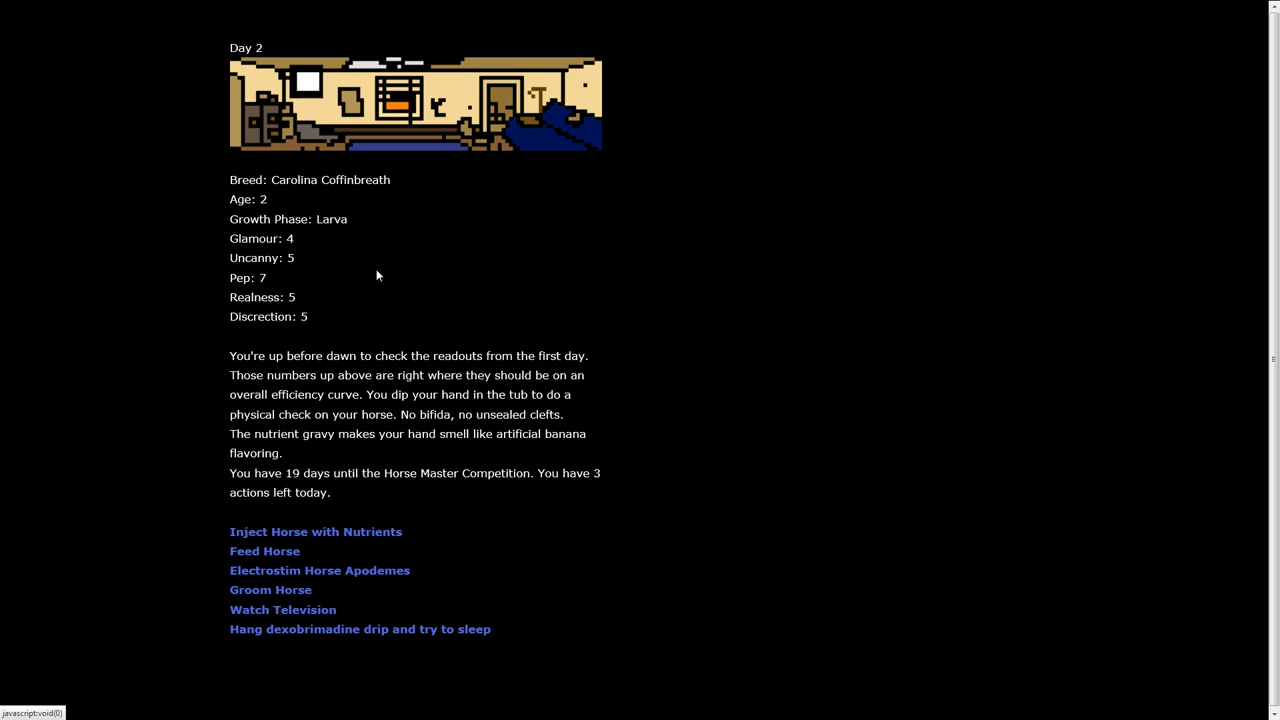 Day 2
Breed: Carolina Coffinbreath
Age: 2
Growth Phase: Larva
Glamour: 4
Uncanny: 5
Pep: 7
Realness: 5
Discrection: 5
You're up before dawn to check the readouts from the first day.
Those numbers up above are right where they should be on an
overall efficiency curve. You dip your hand in the tub to do a
physical check on your horse. No bifida, no unsealed clefts.
The nutrient gravy makes your hand smell like artificial banana
flavoring.
You have 19 days until the Horse Master Competition. You have 3
actions left today.
Inject Horse with Nutrients
Feed Horse
Electrostim Horse Apodemes
Groom Horse
Watch Television
Hang dexobrimadine drip and try to sleep
javascript:void(0)